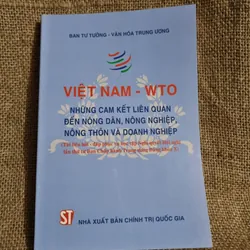 BAN TƯ TƯỞNG - VĂN HÓA TRUNG ƯƠNG
VIỆT NAM - WTO
NHỮNG CAM KẾT LIÊN QUAN
ĐẾN NÔNG DÂN, NÔNG NGHIỆP,
NÔNG THÔN VÀ DOANH NGHIỆP
ST
NHÀ XUẤT BẢN CHÍNH TRỊ QUỐC GIA